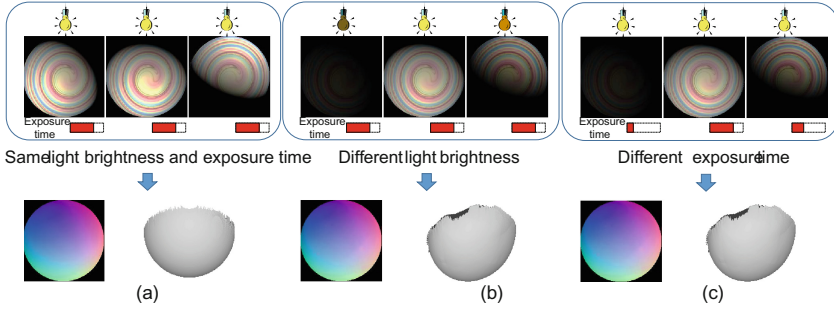 Exposure
time
Exposure
time
Exposure
time
Same light brightness and exposure time
Different light brightness
Different exposure time
(a)
(b)
(c)